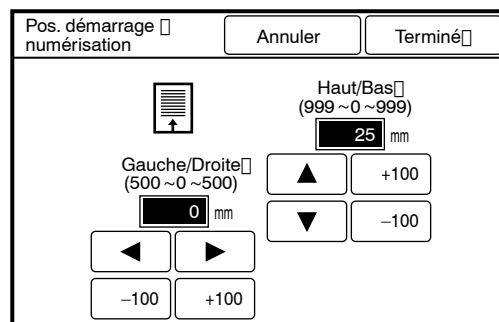 Pos. démarrage
numérisation
Annuler
Terminé
Haut/Bas
(999 ~0 ~999)
25 mm
Gauche/Droite
(500 ~0 ~500)
0 mm
+100
−100
−100
+100